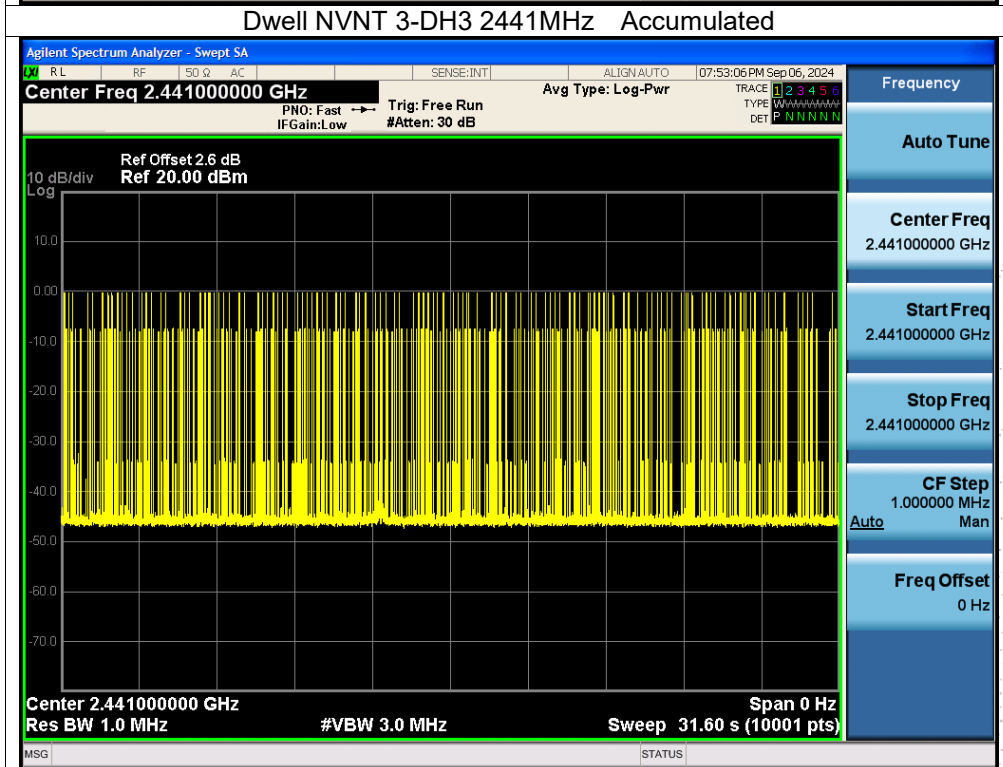 Dwell NVNT 3-DH3 2441MHz Accumulated
Agilent Spectrum Analyzer - Swept SA
LXI RL RF 50 Ω AC SENSE:INT ALIGN AUTO 07:53:06 PM Sep 06, 2024
Center Freq 2.441000000 GHz
PNO: Fast
IFGain:Low
Trig: Free Run
#Atten: 30 dB
Avg Type: Log-Pwr
TRACE 1 2 3 4 5 6
TYPE WWWWWW
DET P N N N N N
Ref Offset 2.6 dB
10 dB/div Ref 20.00 dBm
Log
10.0
0.00
-10.0
-20.0
-30.0
-40.0
-50.0
-60.0
-70.0
Center 2.441000000 GHz Span 0 Hz
Res BW 1.0 MHz #VBW 3.0 MHz Sweep 31.60 s (10001 pts)
MSG STATUS
Frequency
Auto Tune
Center Freq
2.441000000 GHz
Start Freq
2.441000000 GHz
Stop Freq
2.441000000 GHz
CF Step
1.000000 MHz
Auto Man
Freq Offset
0 Hz